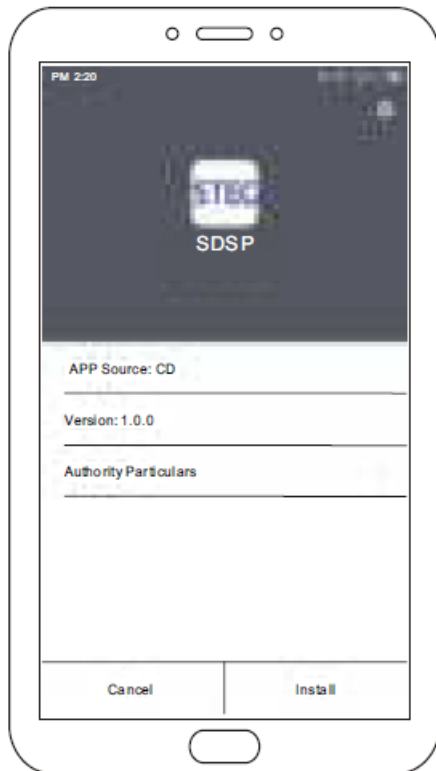 PM 2:20
SDSP
APP Source: CD
Version: 1.0.0
Authority Particulars
Cancel
Install